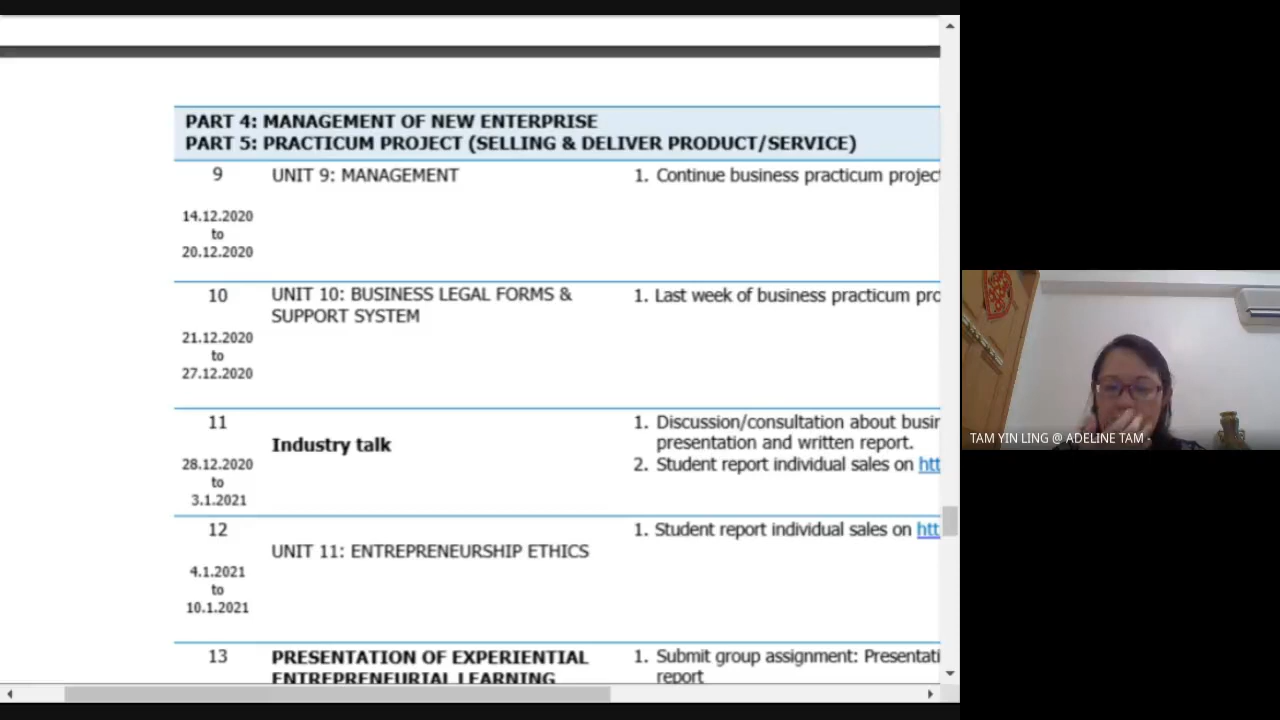 PART 4: MANAGEMENT OF NEW ENTERPRISE
PART 5: PRACTICUM PROJECT (SELLING & DELIVER PRODUCT/SERVICE)
9
UNIT 9: MANAGEMENT
1. Continue business practicum project
14.12.2020
to
20.12.2020
10
UNIT 10: BUSINESS LEGAL FORMS &
SUPPORT SYSTEM
1. Last week of business practicum pro
21.12.2020
to
27.12.2020
11
Industry talk
1. Discussion/consultation about busin
presentation and written report.
2. Student report individual sales on htt
28.12.2020
to
3.1.2021
12
UNIT 11: ENTREPRENEURSHIP ETHICS
1. Student report individual sales on htt
4.1.2021
to
10.1.2021
13
PRESENTATION OF EXPERIENTIAL
ENTREPRENEURIAL LEARNING
1. Submit group assignment: Presentati
report
TAM YIN LING @ ADELINE TAM -